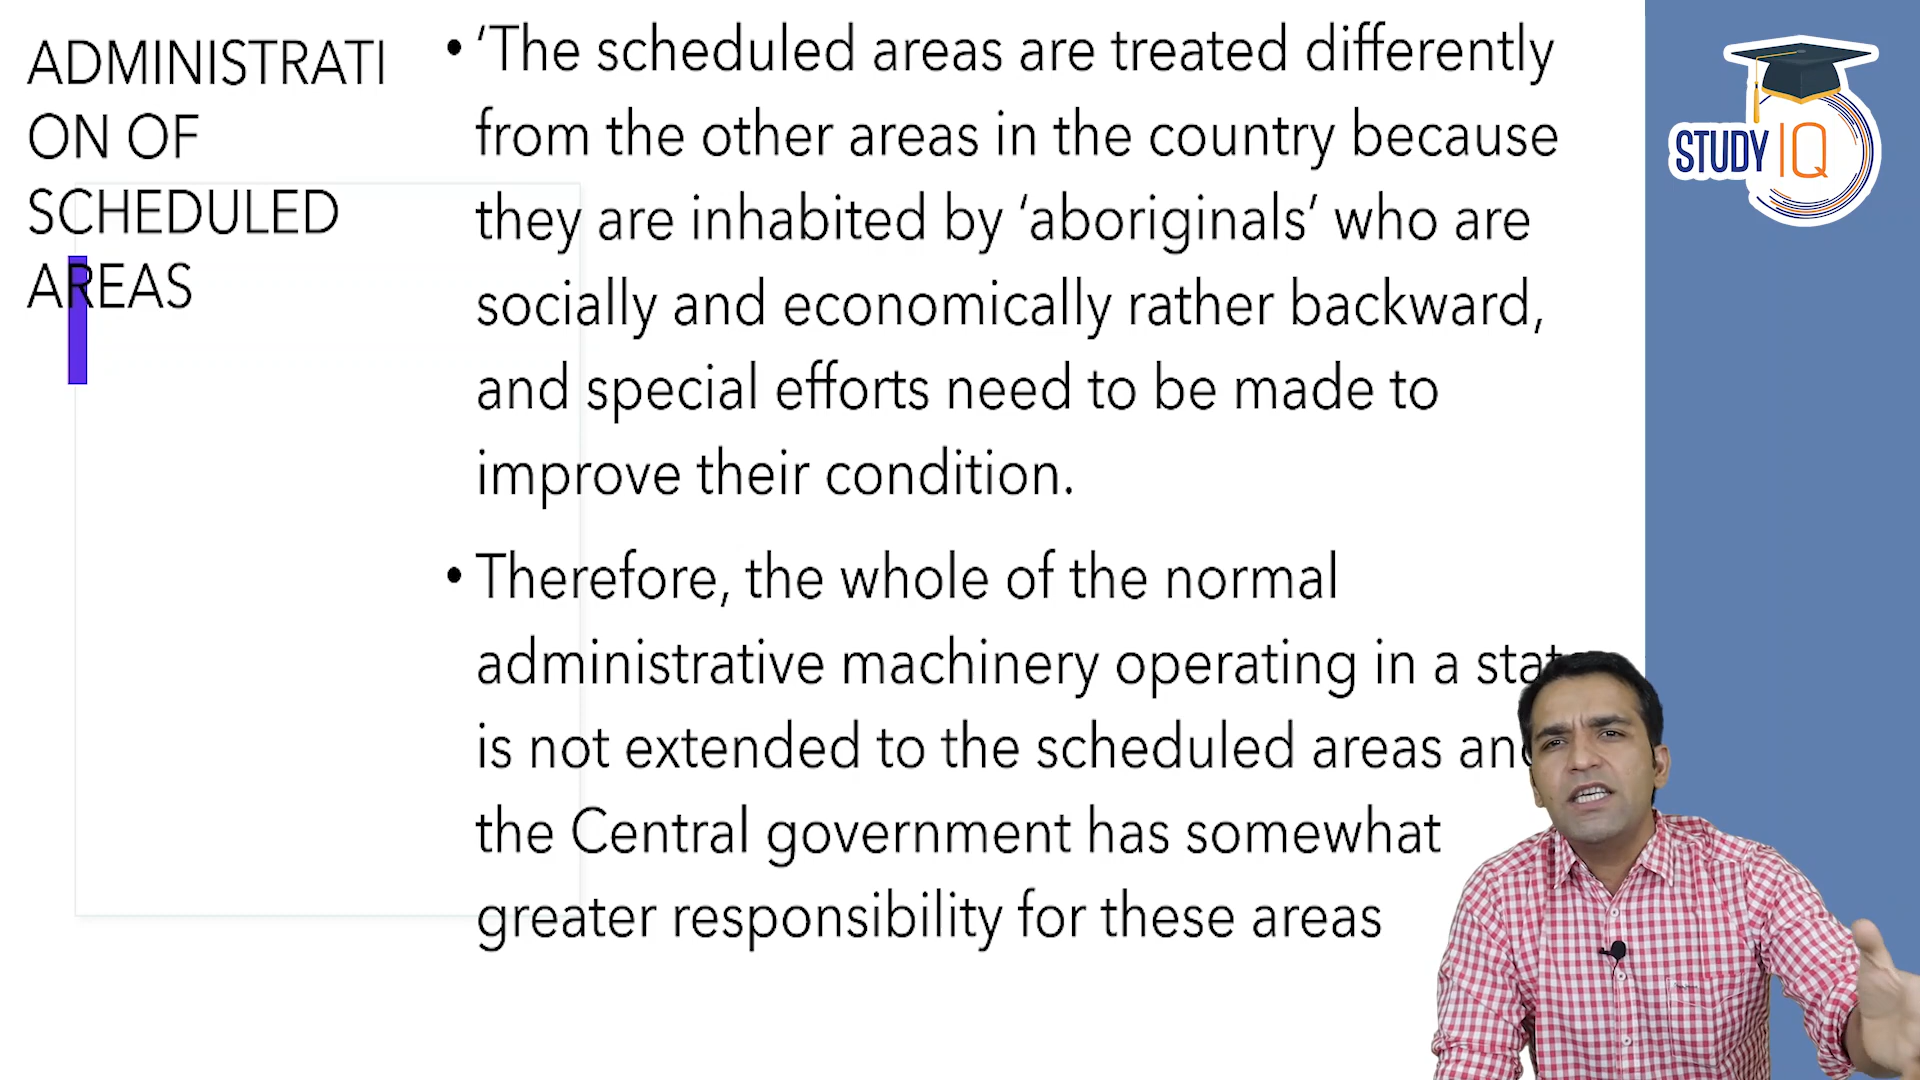 ADMINISTRATI
ON OF
SCHEDULED
AREAS
• ‘The scheduled areas are treated differently
from the other areas in the country because
they are inhabited by ‘aboriginals’ who are
socially and economically rather backward,
and special efforts need to be made to
improve their condition.
• Therefore, the whole of the normal
administrative machinery operating in a
is not extended to the scheduled areas
the Central government has somewhat
greater responsibility for these areas
STUDY IQ